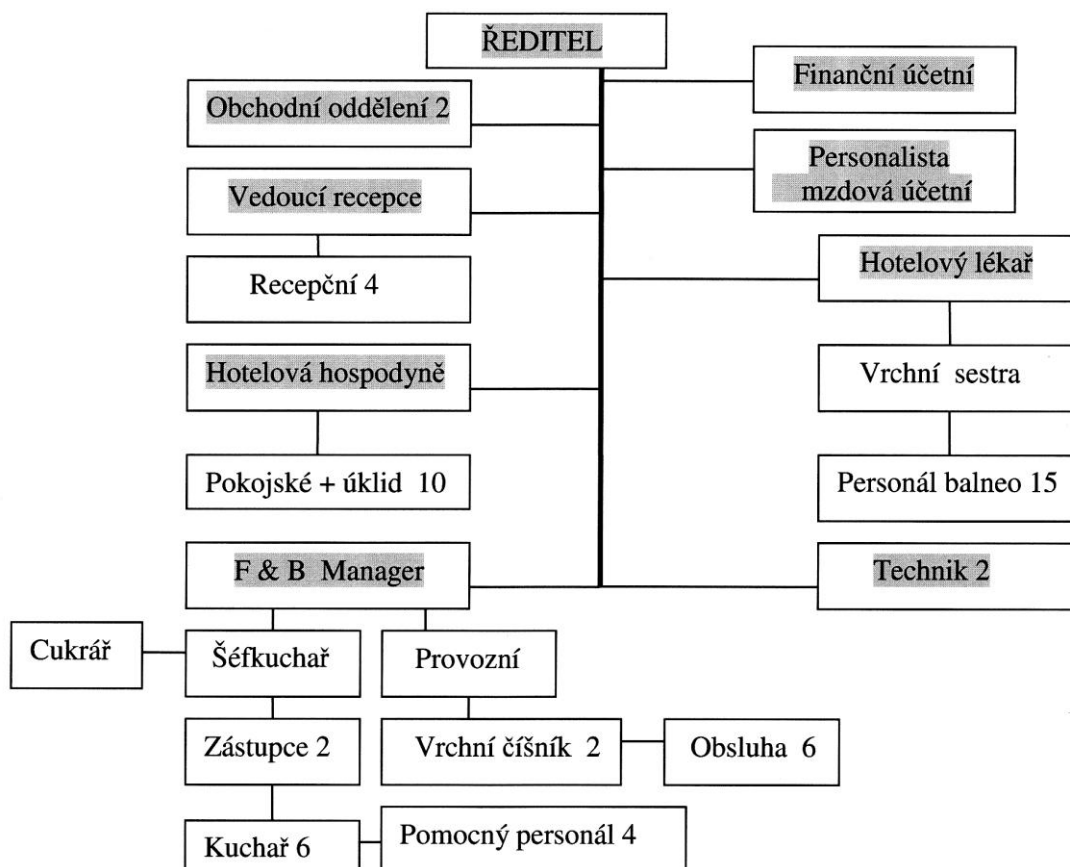 ŘEDITEL
Finanční účetní
Obchodní oddělení 2
Personalista
mzdová účetní
Vedoucí recepce
Hotelový lékař
Recepční 4
Hotelová hospodyně
Vrchní sestra
Pokojské + úklid 10
Personál balneo 15
F & B Manager
Technik 2
Cukrář
Šéfkuchař
Provozní
Zástupce 2
Vrchní číšník 2
Obsluha 6
Kuchař 6
Pomocný personál 4